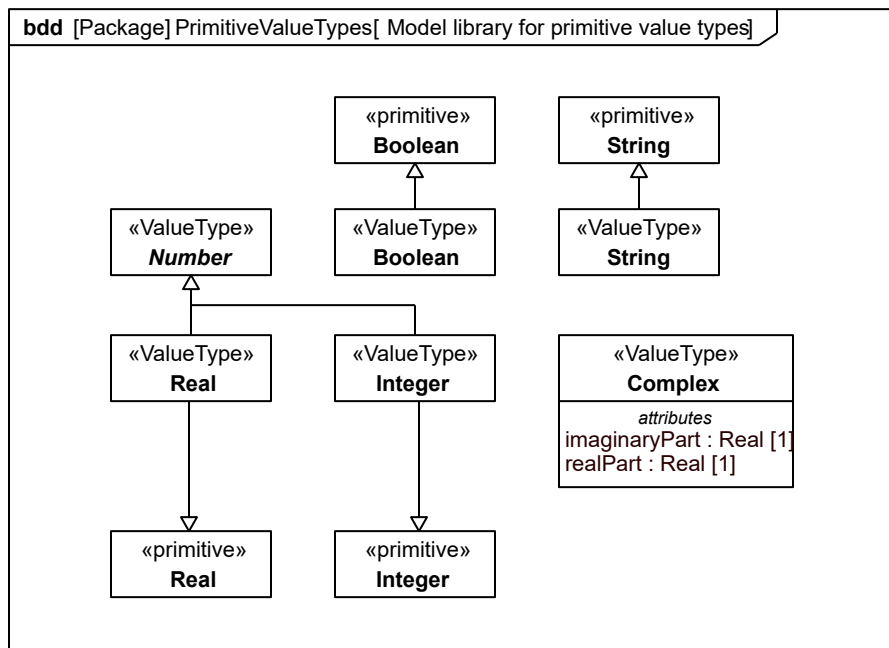 bdd [Package] PrimitiveValueTypes[ Model library for primitive value types]
«primitive»
Boolean
«primitive»
String
«ValueType»
Number
«ValueType»
Boolean
«ValueType»
String
«ValueType»
Real
«ValueType»
Integer
«ValueType»
Complex
attributes
imaginaryPart : Real [1]
realPart : Real [1]
«primitive»
Real
«primitive»
Integer